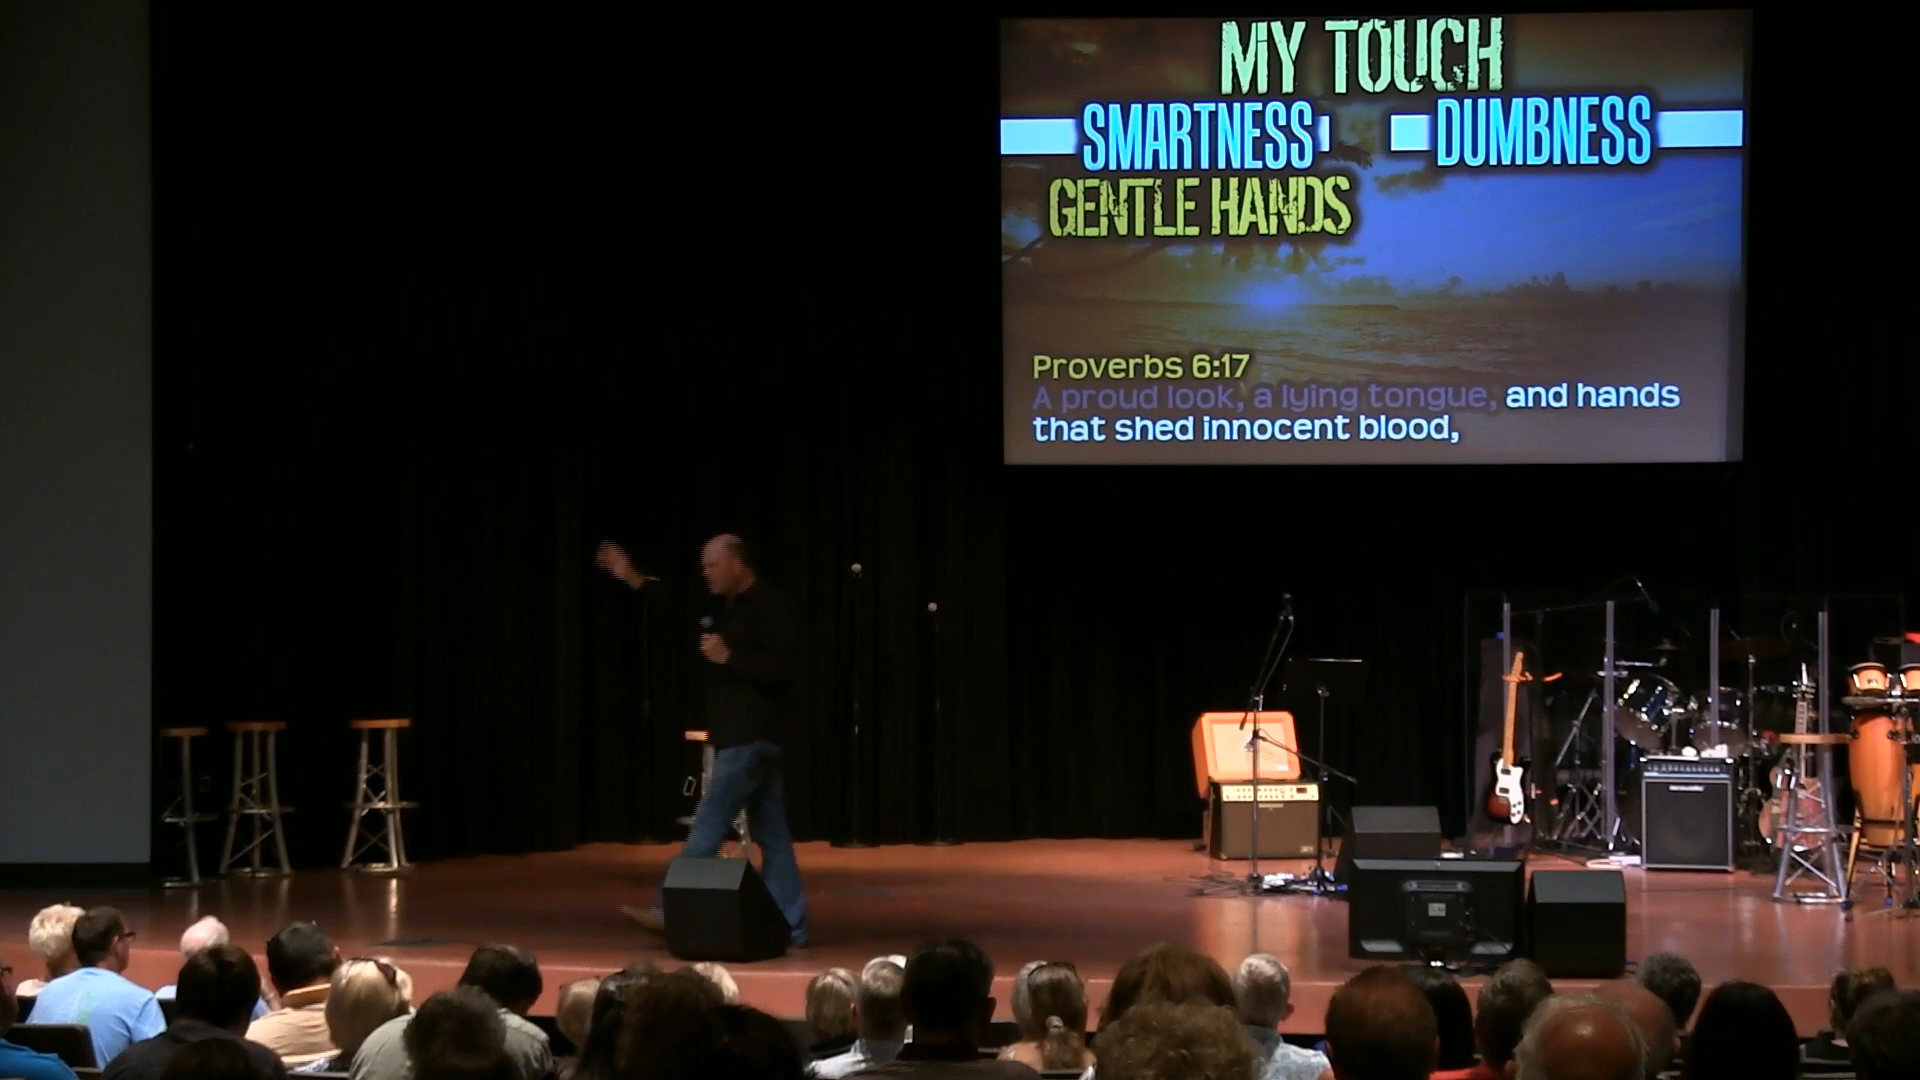 MY TOUCH
SMARTNESS DUMBNESS
GENTLE HANDS
Proverbs 6:17
A proud look, a lying tongue, and hands
that shed innocent blood,